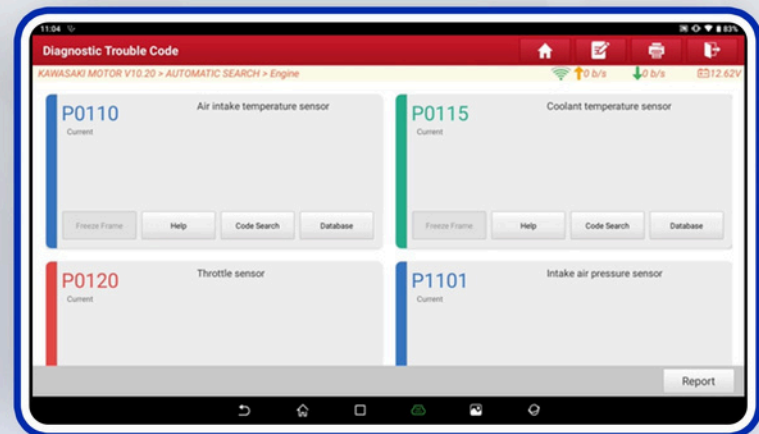 11:04
83%
Diagnostic Trouble Code
KAWASAKI MOTOR V10.20 > AUTOMATIC SEARCH > Engine
0 b/s
0 b/s
12.62V
P0110
Air intake temperature sensor
Current
Freeze Frame
Help
Code Search
Database
P0115
Coolant temperature sensor
Current
Freeze Frame
Help
Code Search
Database
P0120
Throttle sensor
Current
P1101
Intake air pressure sensor
Current
Report